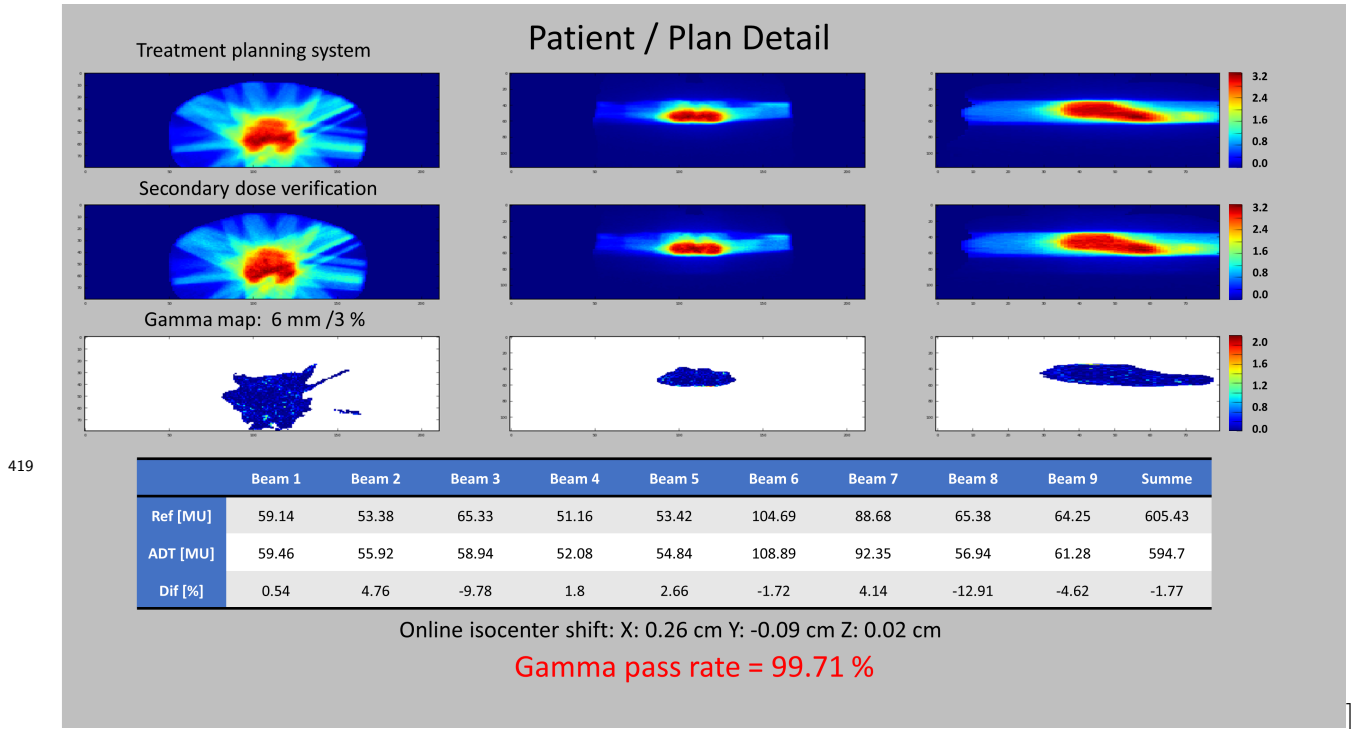 Patient / Plan Detail
Treatment planning system
3.2
2.4
1.6
0.8
0.0
Secondary dose verification
3.2
2.4
1.6
0.8
0.0
Gamma map: 6 mm /3 %
2.0
1.6
1.2
0.8
0.0
419
Beam 1 Beam 2 Beam 3 Beam 4 Beam 5 Beam 6 Beam 7 Beam 8 Beam 9 Summe
Ref [MU] 59.14 53.38 65.33 51.16 53.42 104.69 88.68 65.38 64.25 605.43
ADT [MU] 59.46 55.92 58.94 52.08 54.84 108.89 92.35 56.94 61.28 594.7
Dif [%] 0.54 4.76 -9.78 1.8 2.66 -1.72 4.14 -12.91 -4.62 -1.77
Online isocenter shift: X: 0.26 cm Y: -0.09 cm Z: 0.02 cm
Gamma pass rate = 99.71 %
]